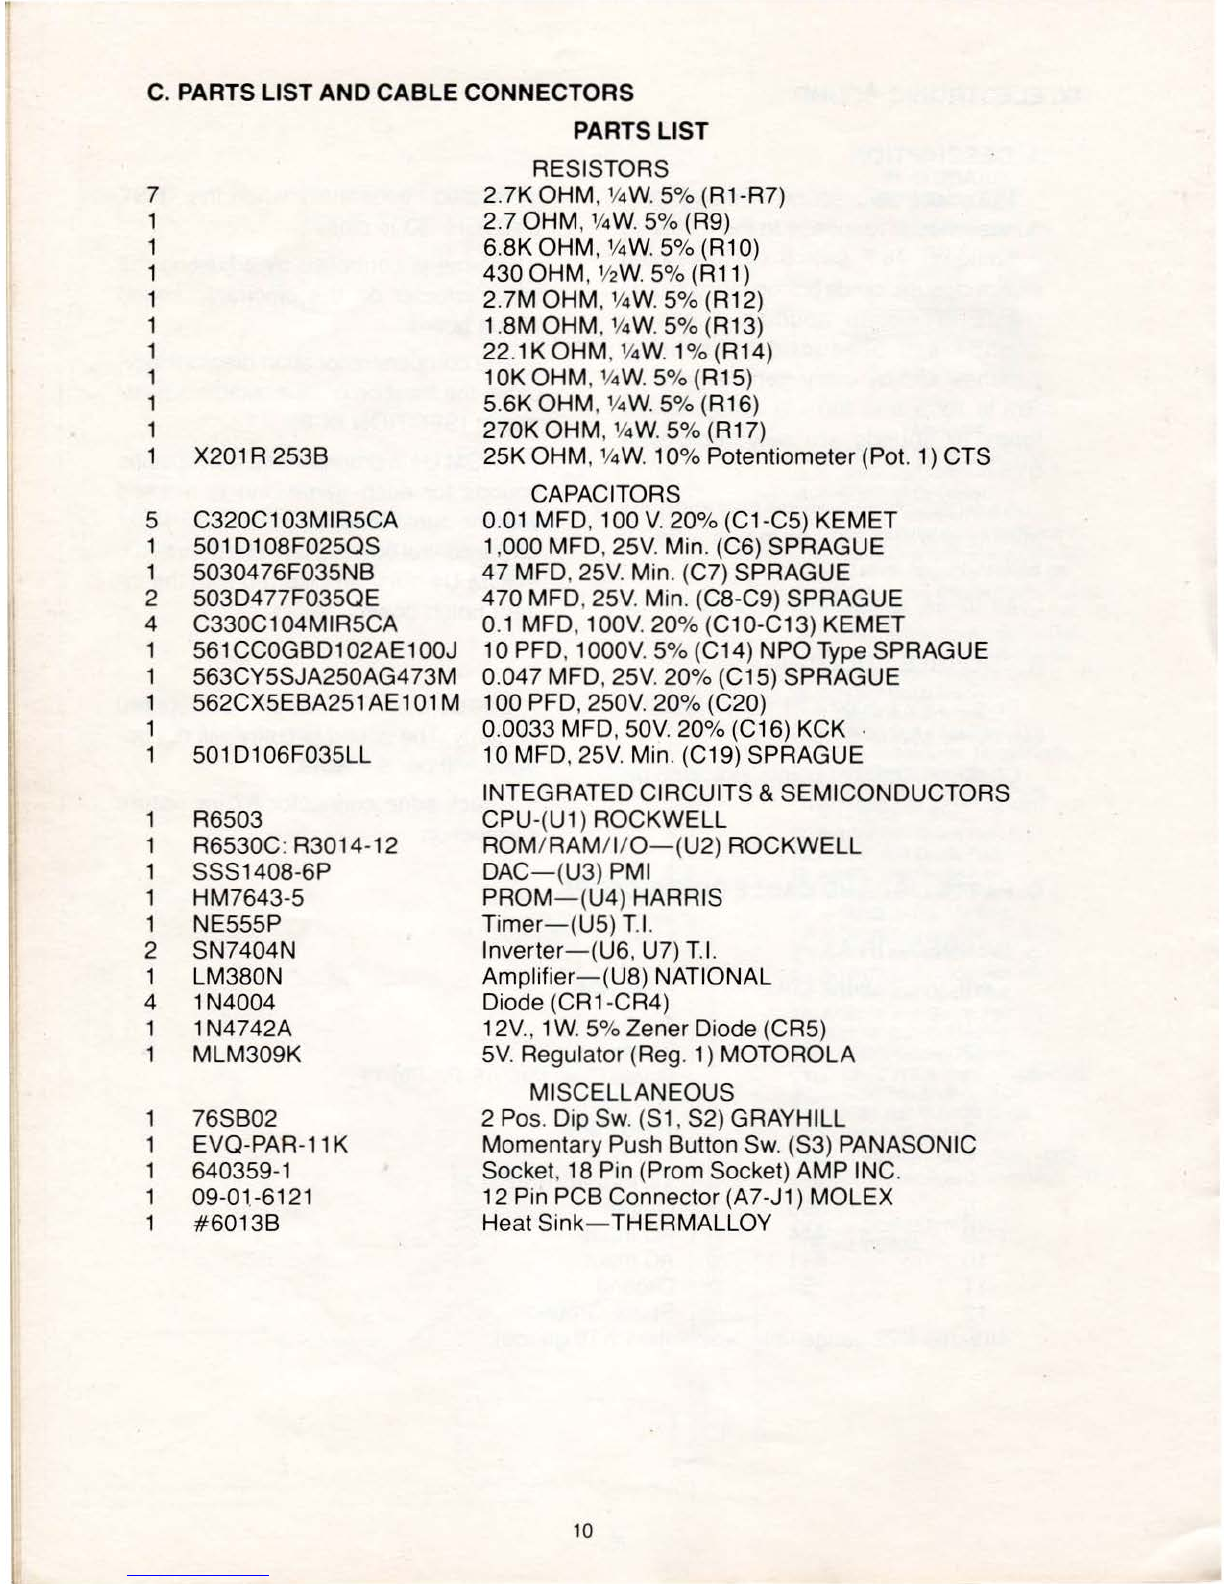 C. PARTS LIST AND CABLE CONNECTORS
PARTS LIST
RESISTORS
7 2.7K OHM, ¼W. 5% (R1-R7)
1 2.7 OHM, ¼W. 5% (R9)
1 6.8K OHM, ¼W. 5% (R10)
1 430 OHM, ½W. 5% (R11)
1 2.7M OHM, ¼W. 5% (R12)
1 1.8M OHM, ¼W. 5% (R13)
1 22.1K OHM, ¼W. 1% (R14)
1 10K OHM, ¼W. 5% (R15)
1 5.6K OHM, ¼W. 5% (R16)
1 270K OHM, ¼W. 5% (R17)
1 X201R 253B 25K OHM, ¼W. 10% Potentiometer (Pot. 1) CTS
CAPACITORS
5 C320C103MIR5CA 0.01 MFD, 100 V. 20% (C1-C5) KEMET
1 501D108F025QS 1,000 MFD, 25V. Min. (C6) SPRAGUE
1 5030476F035NB 47 MFD, 25V. Min. (C7) SPRAGUE
2 503D477F035QE 470 MFD, 25V. Min. (C8-C9) SPRAGUE
4 C330C104MIR5CA 0.1 MFD, 100V. 20% (C10-C13) KEMET
1 561CCOGBD102AE100J 10 PFD, 1000V. 5% (C14) NPO Type SPRAGUE
1 563CY5SJA250AG473M 0.047 MFD, 25V. 20% (C15) SPRAGUE
1 562CX5EBA251AE101M 100 PFD, 250V. 20% (C20)
1 0.0033 MFD, 50V. 20% (C16) KCK
1 501D106F035LL 10 MFD, 25V. Min. (C19) SPRAGUE
INTEGRATED CIRCUITS & SEMICONDUCTORS
1 R6503 CPU-(U1) ROCKWELL
1 R6530C: R3014-12 ROM/RAM/I/O—(U2) ROCKWELL
1 SSS1408-6P DAC—(U3) PMI
1 HM7643-5 PROM—(U4) HARRIS
1 NE555P Timer—(U5) T.I.
2 SN7404N Inverter—(U6, U7) T.I.
1 LM380N Amplifier—(U8) NATIONAL
4 1N4004 Diode (CR1-CR4)
1 1N4742A 12V., 1W. 5% Zener Diode (CR5)
1 MLM309K 5V. Regulator (Reg. 1) MOTOROLA
MISCELLANEOUS
1 76SB02 2 Pos. Dip Sw. (S1, S2) GRAYHILL
1 EVQ-PAR-11K Momentary Push Button Sw. (S3) PANASONIC
1 640359-1 Socket, 18 Pin (Prom Socket) AMP INC.
1 09-01-6121 12 Pin PCB Connector (A7-J1) MOLEX
1 #6013B Heat Sink—THERMALLOY
10